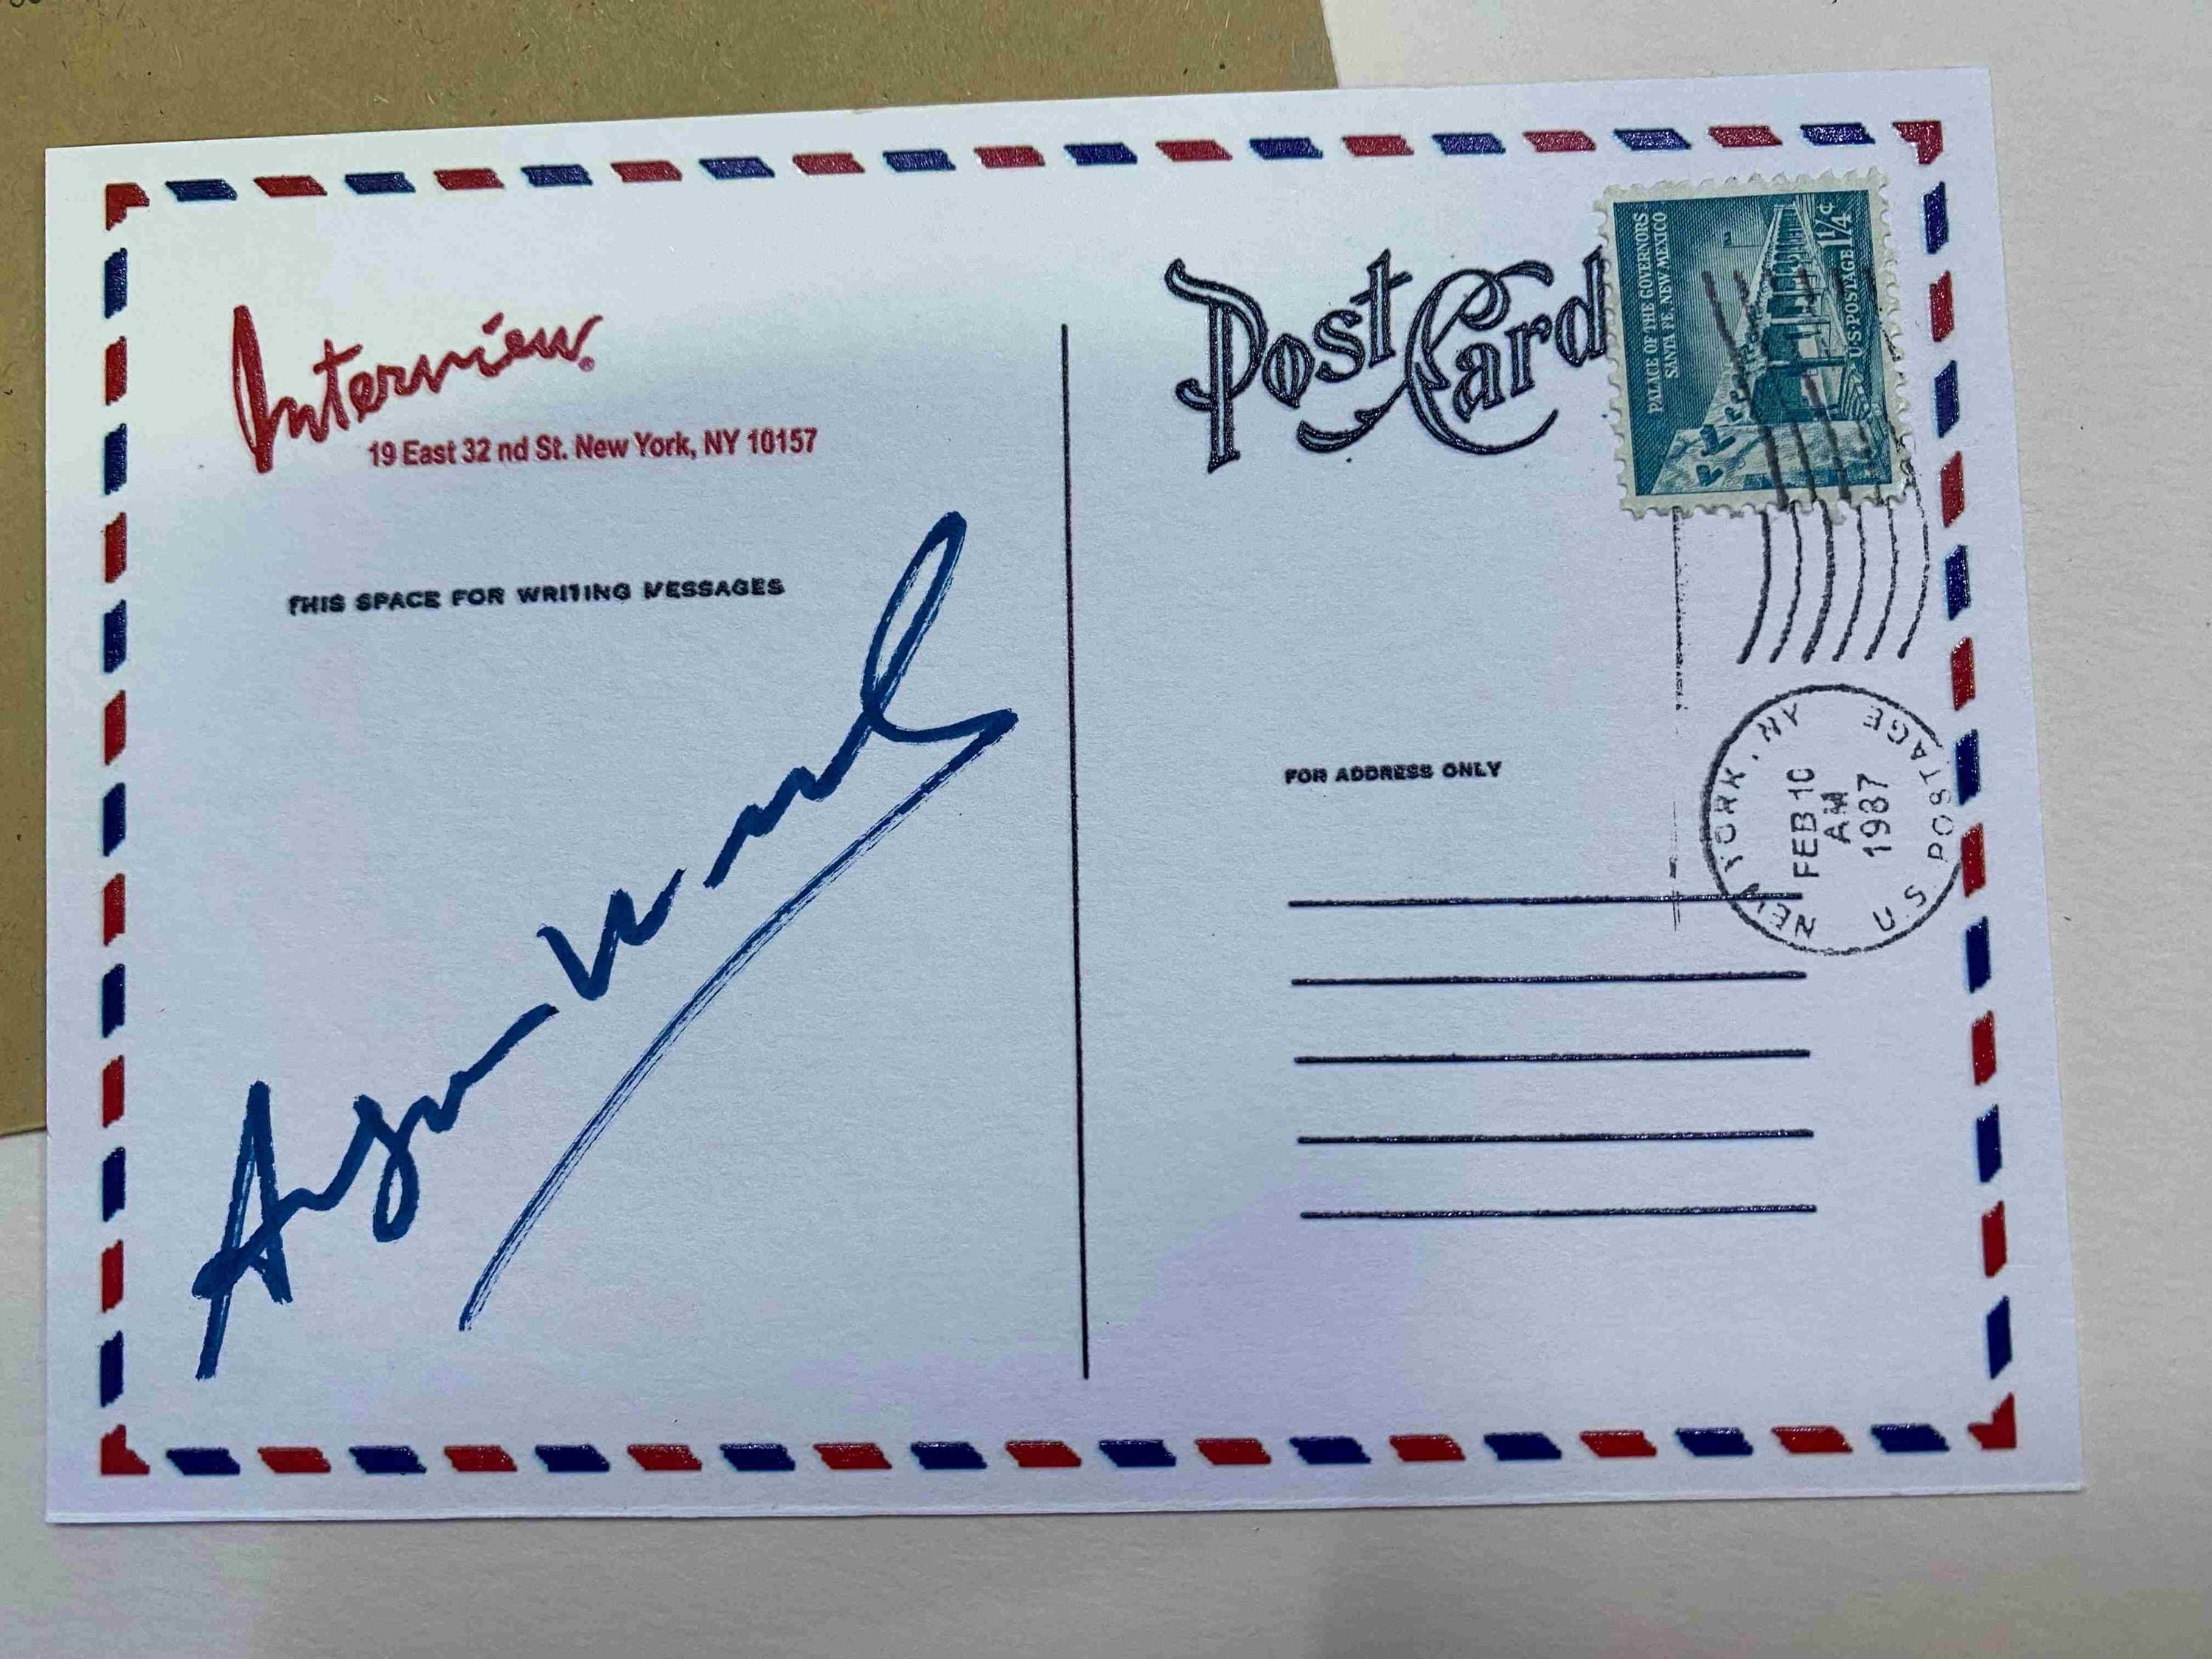 Interview
19 East 32 nd St. New York, NY 10157
THIS SPACE FOR WRITING MESSAGES
Post Card
PALACE OF THE GOVERNORS
SANTA FE, NEW MEXICO
U·S·POSTAGE 1¼¢
FOR ADDRESS ONLY
NEW YORK, NY
FEB 10
AM
1987
U S POSTAGE